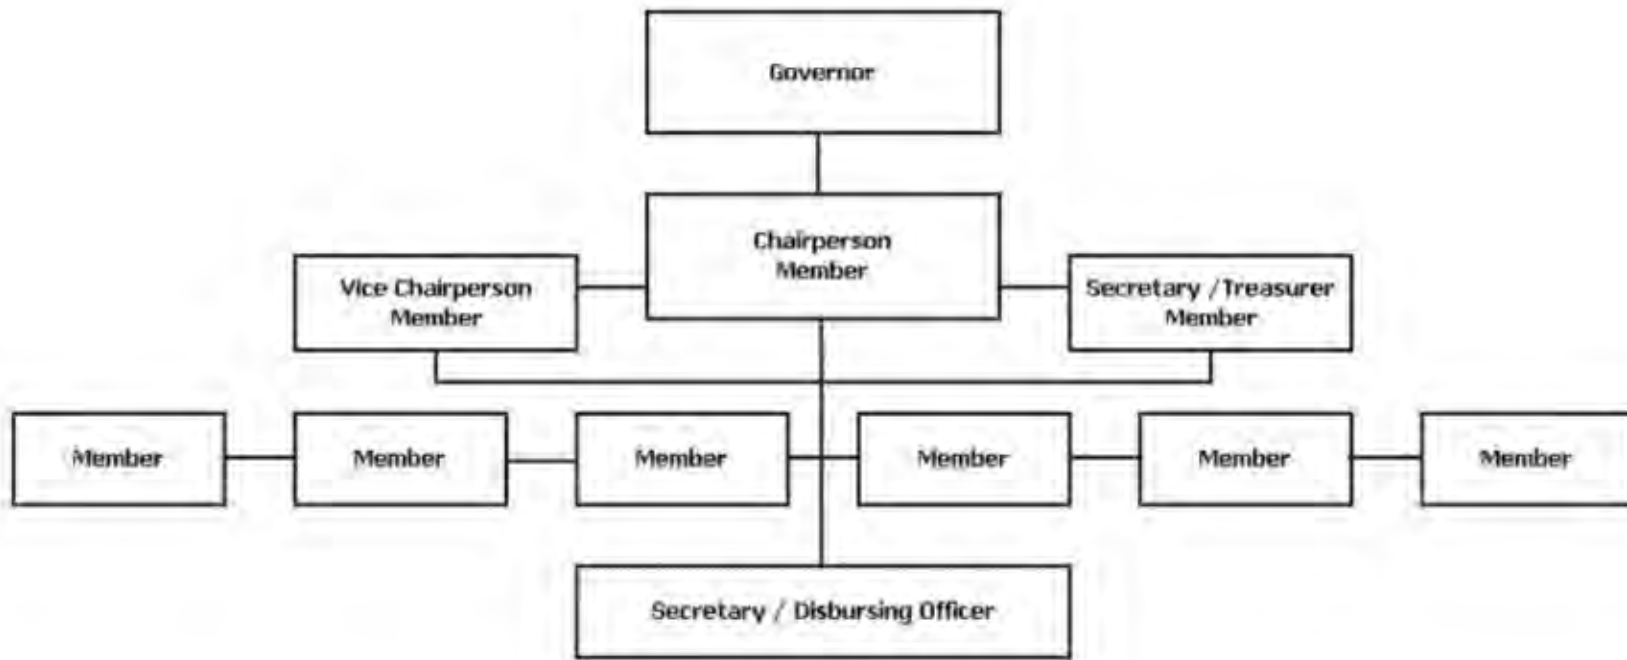 Governor
Chairperson
Member
Vice Chairperson
Member
Secretary /Treasurer
Member
Member
Member
Member
Member
Member
Member
Secretary / Disbursing Officer